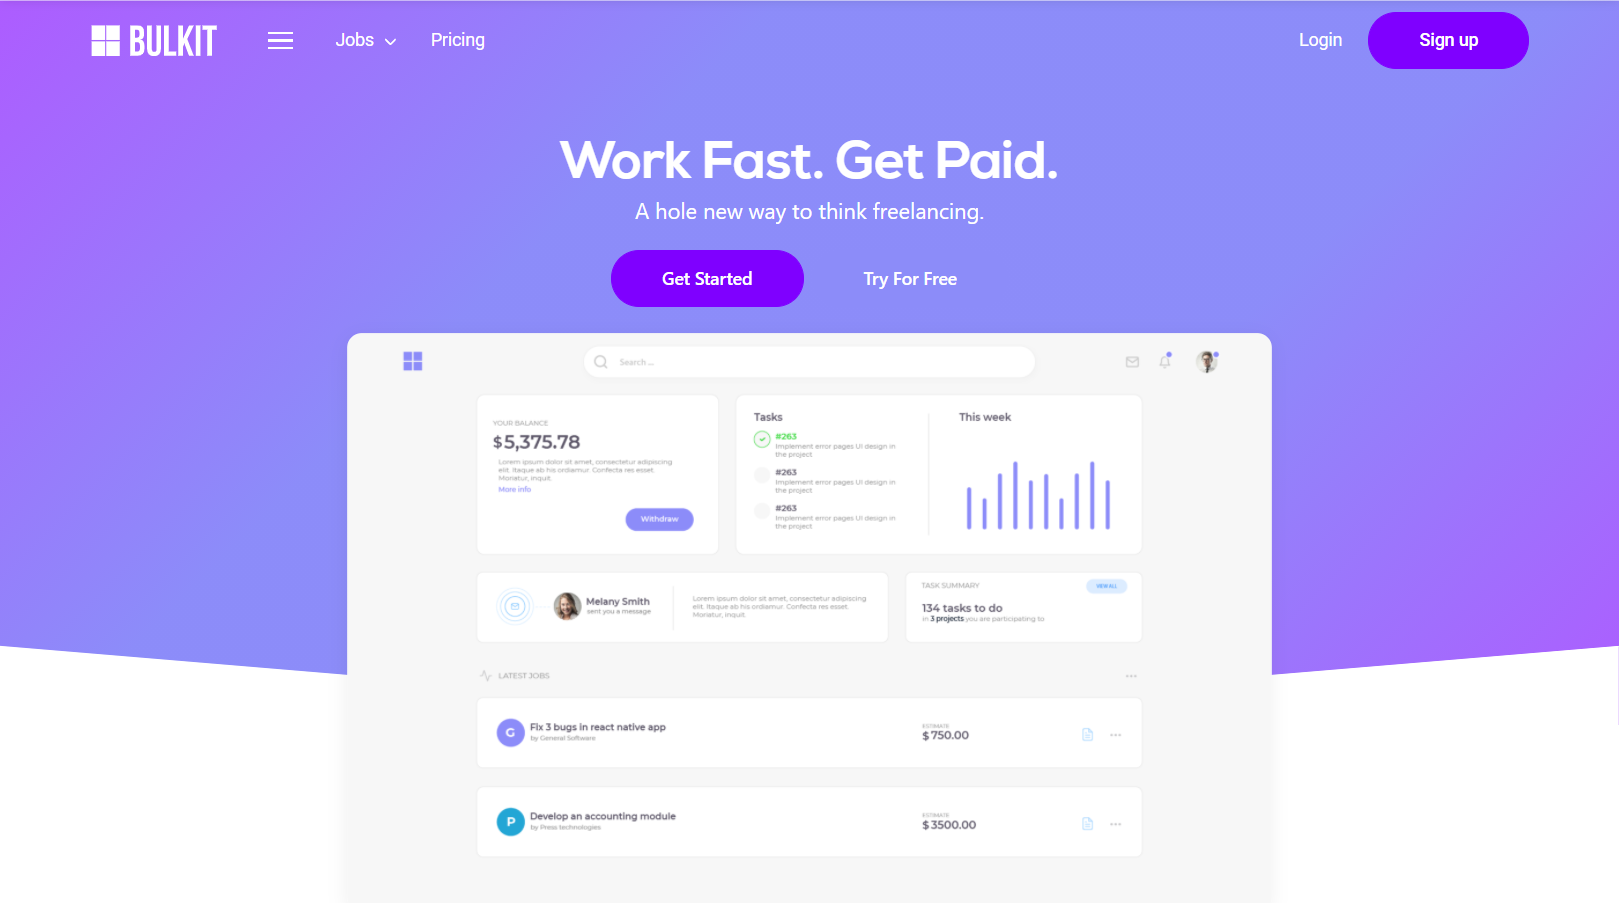 BULKIT
Jobs
Pricing
Login
Sign up
Work Fast. Get Paid.
A hole new way to think freelancing.
Get Started
Try For Free
Search ...
YOUR BALANCE
$5,375.78
Lorem ipsum dolor sit amet, consectetur adipiscing
elit. Itaque ab his ordiamur. Confecta res esset.
Moriatur, inquit.
More info
Withdraw
Tasks
#263
Implement error pages UI design in
the project
#263
Implement error pages UI design in
the project
#263
Implement error pages UI design in
the project
This week
Melany Smith
sent you a message
Lorem ipsum dolor sit amet, consectetur adipiscing
elit. Itaque ab his ordiamur. Confecta res esset.
Moriatur, inquit.
TASK SUMMARY
VIEW ALL
134 tasks to do
in 3 projects you are participating to
LATEST JOBS
G
Fix 3 bugs in react native app
by General Software
ESTIMATE
$750.00
P
Develop an accounting module
by Press technologies
ESTIMATE
$3500.00